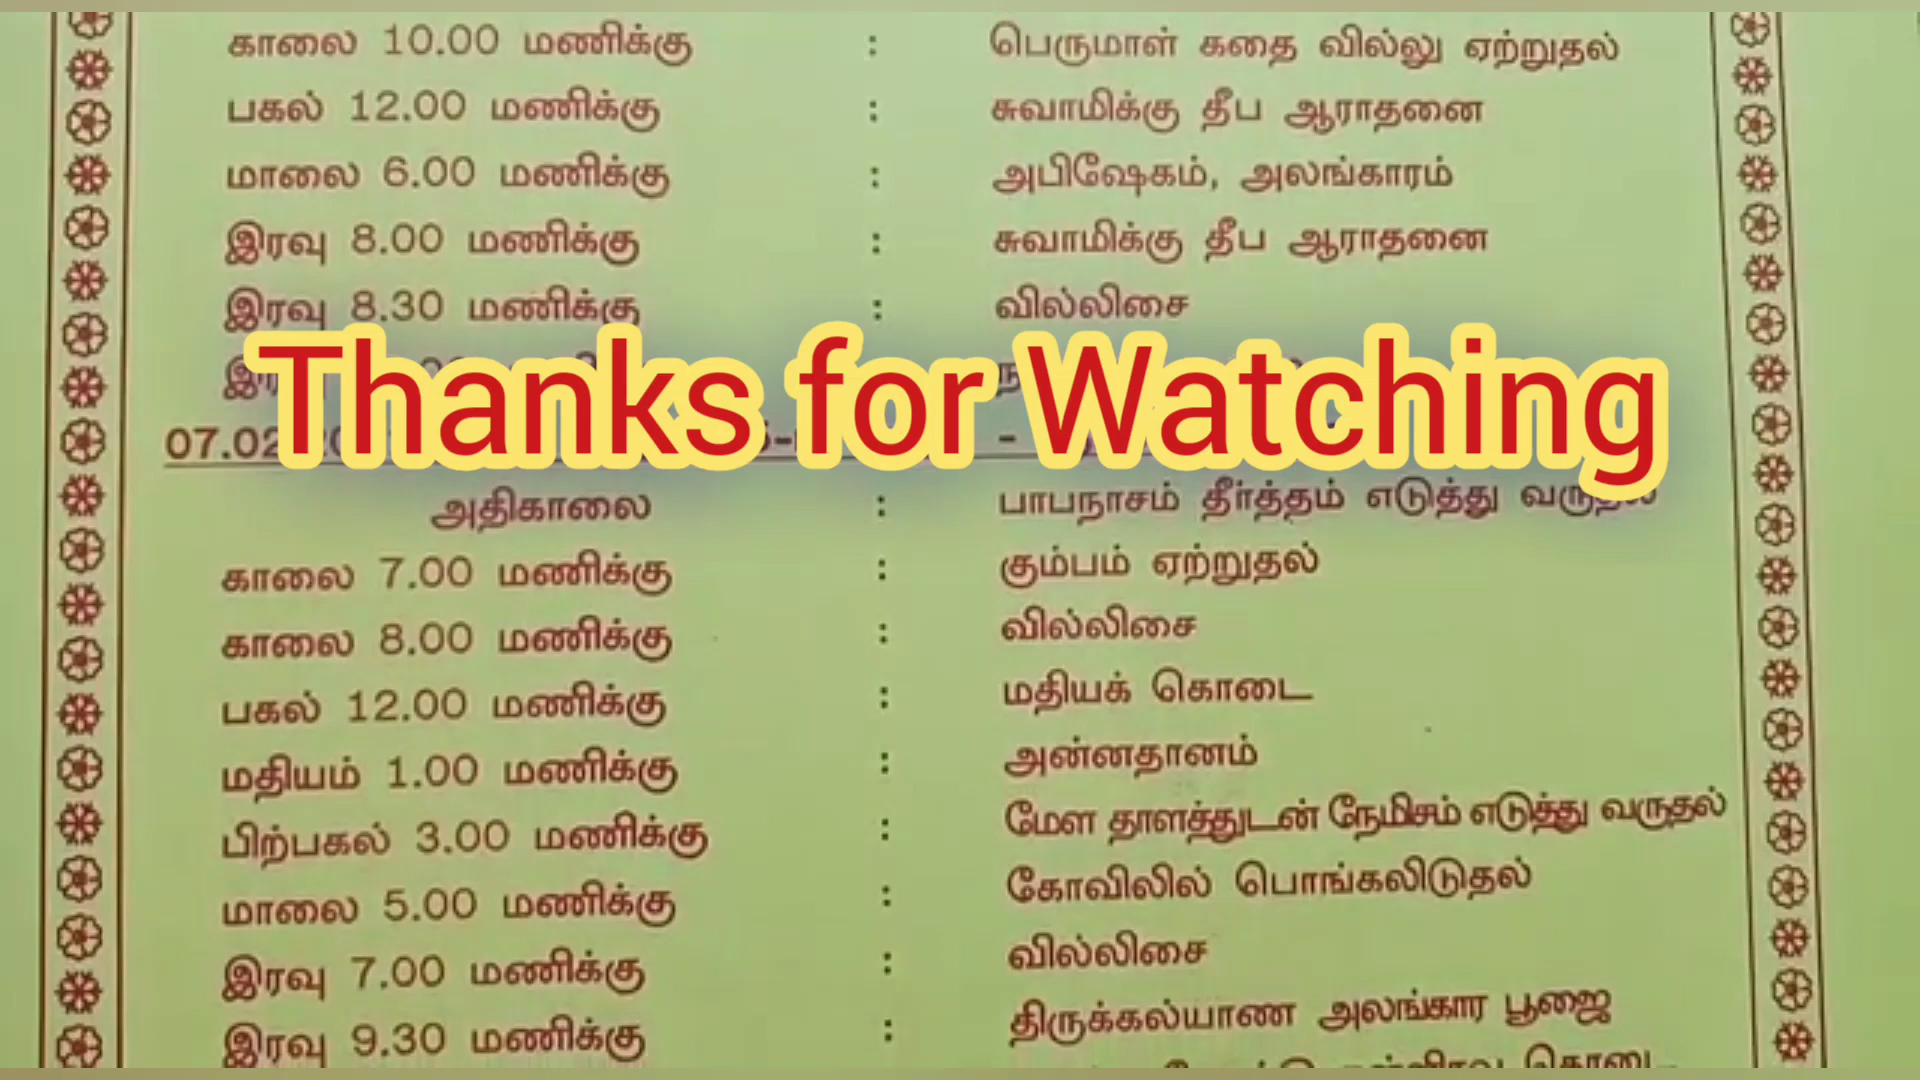 காலை 10.00 மணிக்கு : பெருமாள் கதை வில்லு ஏற்றுதல்
பகல் 12.00 மணிக்கு : சுவாமிக்கு தீப ஆராதனை
மாலை 6.00 மணிக்கு : அபிஷேகம், அலங்காரம்
இரவு 8.00 மணிக்கு : சுவாமிக்கு தீப ஆராதனை
இரவு 8.30 மணிக்கு : வில்லிசை
Thanks for Watching
அதிகாலை : பாபநாசம் தீர்த்தம் எடுத்து வருதல்
காலை 7.00 மணிக்கு : கும்பம் ஏற்றுதல்
காலை 8.00 மணிக்கு : வில்லிசை
பகல் 12.00 மணிக்கு : மதியக் கொடை
மதியம் 1.00 மணிக்கு : அன்னதானம்
பிற்பகல் 3.00 மணிக்கு : மேள தாளத்துடன் நேமிசம் எடுத்து வருதல்
மாலை 5.00 மணிக்கு : கோவிலில் பொங்கலிடுதல்
இரவு 7.00 மணிக்கு : வில்லிசை
இரவு 9.30 மணிக்கு : திருக்கல்யாண அலங்கார பூஜை